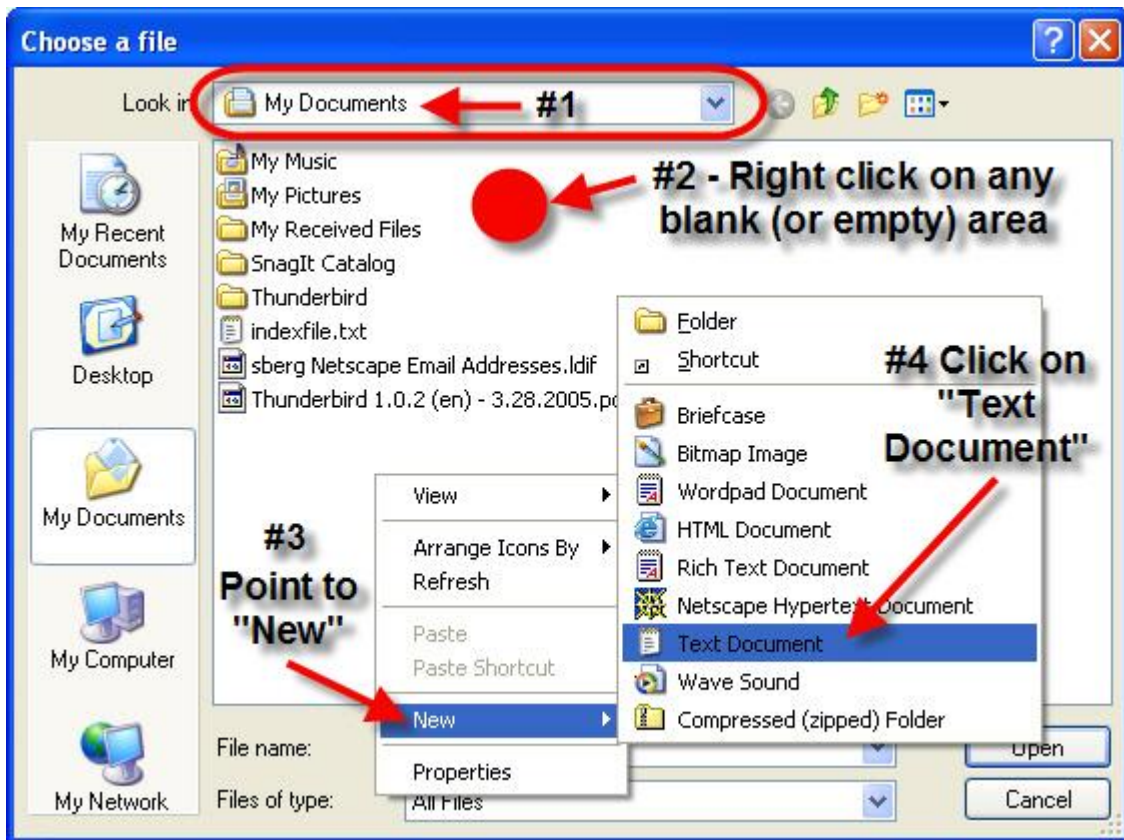 Choose a file
Look in
My Documents
#1
My Recent
Documents
Desktop
My Documents
My Computer
My Network
My Music
My Pictures
My Received Files
SnagIt Catalog
Thunderbird
indexfile.txt
sberg Netscape Email Addresses.ldif
Thunderbird 1.0.2 (en) - 3.28.2005.po
#2 - Right click on any
blank (or empty) area
#3
Point to
"New"
View
Arrange Icons By
Refresh
Paste
Paste Shortcut
New
Properties
Folder
Shortcut
Briefcase
Bitmap Image
Wordpad Document
HTML Document
Rich Text Document
Netscape Hypertext Document
Text Document
Wave Sound
Compressed (zipped) Folder
#4 Click on
"Text
Document"
File name:
Open
Files of type:
All Files
Cancel